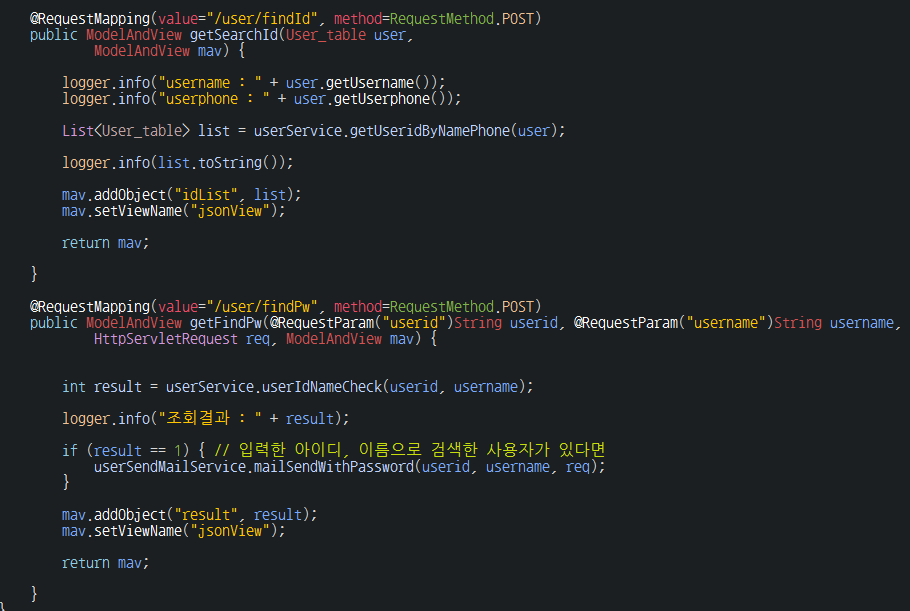 @RequestMapping(value="/user/findId", method=RequestMethod.POST)
public ModelAndView getSearchId(User_table user,
ModelAndView mav) {
logger.info("username : " + user.getUsername());
logger.info("userphone : " + user.getUserphone());
List<User_table> list = userService.getUseridByNamePhone(user);
logger.info(list.toString());
mav.addObject("idList", list);
mav.setViewName("jsonView");
return mav;
}
@RequestMapping(value="/user/findPw", method=RequestMethod.POST)
public ModelAndView getFindPw(@RequestParam("userid")String userid, @RequestParam("username")String username,
HttpServletRequest req, ModelAndView mav) {
int result = userService.userIdNameCheck(userid, username);
logger.info("조회결과 : " + result);
if (result == 1) { // 입력한 아이디, 이름으로 검색한 사용자가 있다면
userSendMailService.mailSendWithPassword(userid, username, req);
}
mav.addObject("result", result);
mav.setViewName("jsonView");
return mav;
}
}